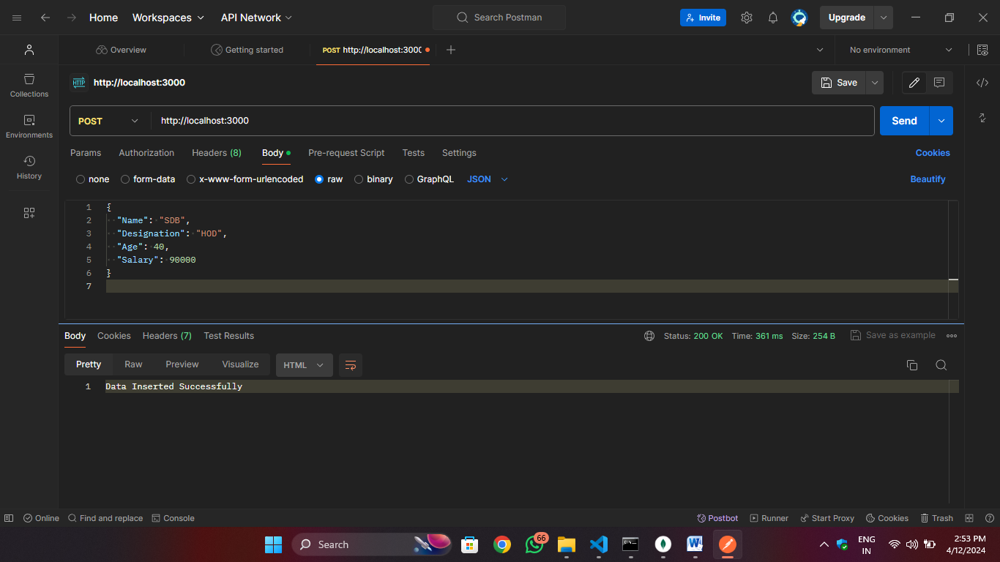 Home Workspaces API Network Search Postman Invite Upgrade
Overview Getting started POST http://localhost:300 No environment
HTTP http://localhost:3000 Save
Collections
Environments
History
POST http://localhost:3000 Send
Params Authorization Headers (8) Body Pre-request Script Tests Settings Cookies
none form-data x-www-form-urlencoded raw binary GraphQL JSON Beautify
1 {
2 "Name": "SDB",
3 "Designation": "HOD",
4 "Age": 40,
5 "Salary": 90000
6 }
7
Body Cookies Headers (7) Test Results Status: 200 OK Time: 361 ms Size: 254 B Save as example
Pretty Raw Preview Visualize HTML
1 Data Inserted Successfully
Online Find and replace Console Postbot Runner Start Proxy Cookies Trash
Search 66 ENG 2:53 PM
IN 4/12/2024